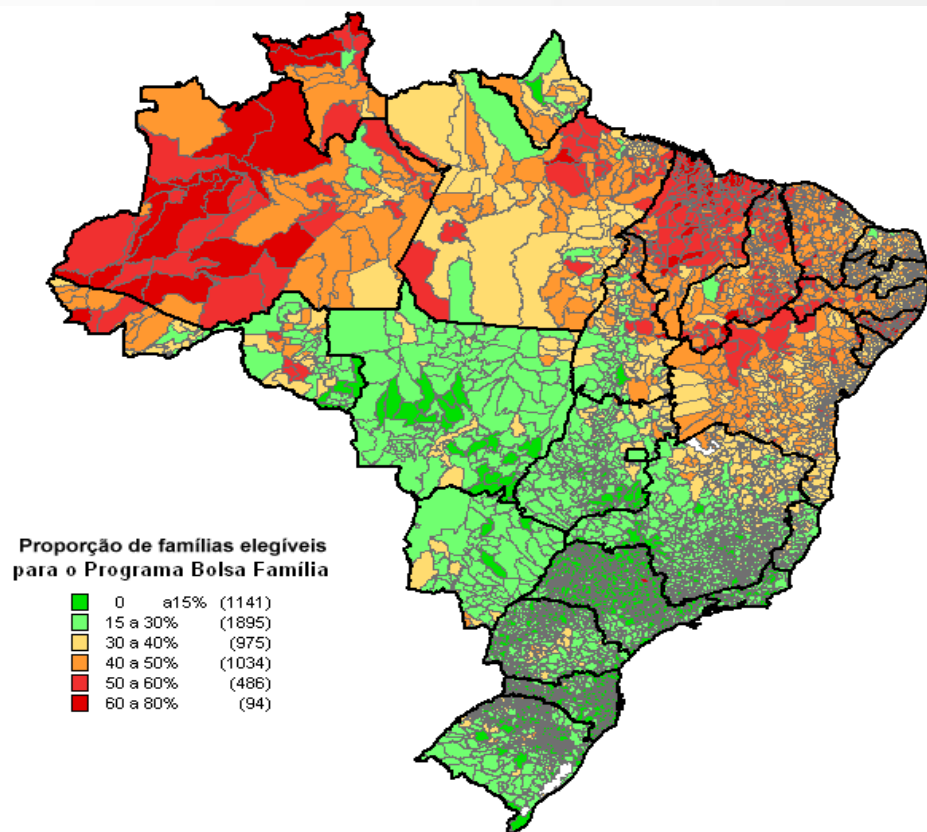 Proporção de famílias elegíveis
para o Programa Bolsa Família
0 a15% (1141)
15 a 30% (1895)
30 a 40% (975)
40 a 50% (1034)
50 a 60% (486)
60 a 80% (94)